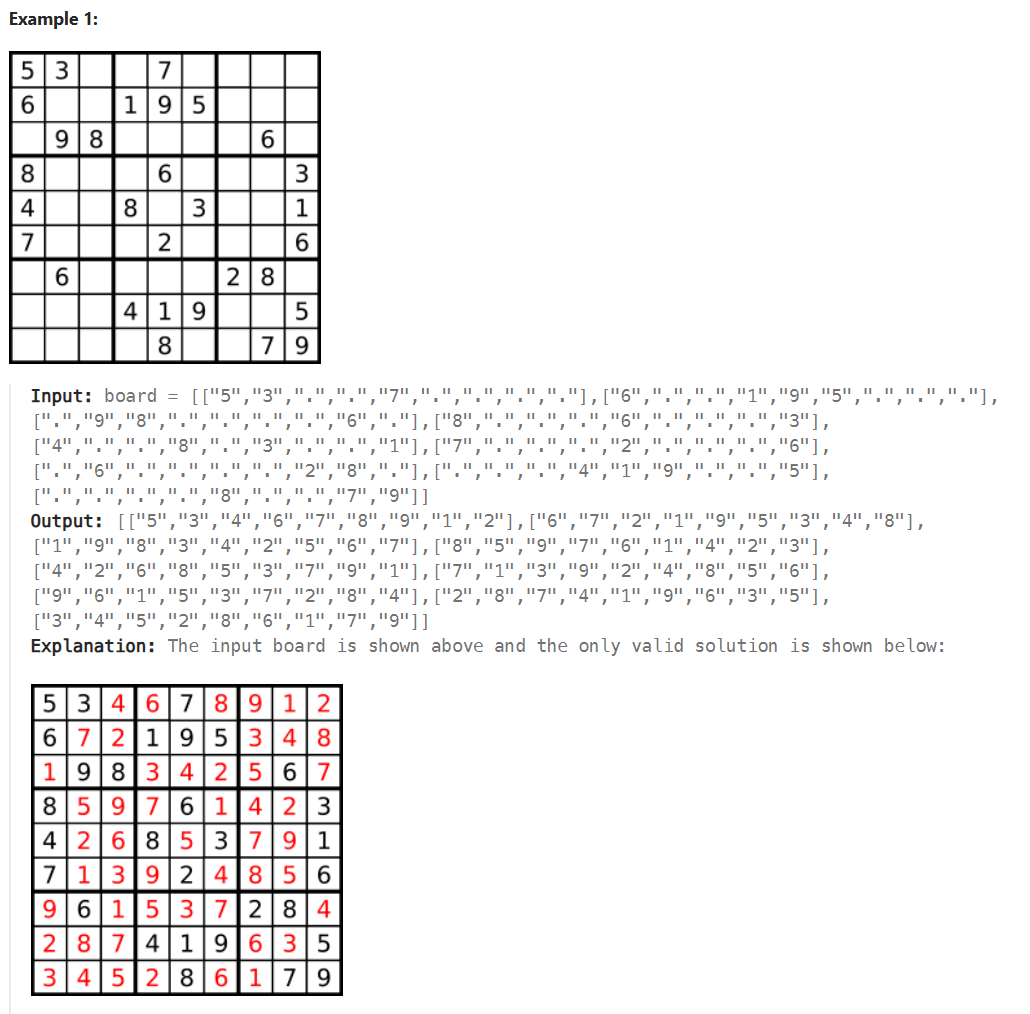 Example 1:
5 3 7
6 1 9 5
9 8 6
8 6 3
4 8 3 1
7 2 6
6 2 8
4 1 9 5
8 7 9
Input: board = [["5","3",".",".","7",".",".",".","."],["6",".",".","1","9","5",".",".","."],
[".","9","8",".",".",".",".","6","."],["8",".",".",".","6",".",".",".","3"],
["4",".",".","8",".","3",".",".","1"],["7",".",".",".","2",".",".",".","6"],
[".","6",".",".",".",".","2","8","."],[".",".",".","4","1","9",".",".","5"],
[".",".",".",".","8",".",".","7","9"]]
Output: [["5","3","4","6","7","8","9","1","2"],["6","7","2","1","9","5","3","4","8"],
["1","9","8","3","4","2","5","6","7"],["8","5","9","7","6","1","4","2","3"],
["4","2","6","8","5","3","7","9","1"],["7","1","3","9","2","4","8","5","6"],
["9","6","1","5","3","7","2","8","4"],["2","8","7","4","1","9","6","3","5"],
["3","4","5","2","8","6","1","7","9"]]
Explanation: The input board is shown above and the only valid solution is shown below:
5 3 4 6 7 8 9 1 2
6 7 2 1 9 5 3 4 8
1 9 8 3 4 2 5 6 7
8 5 9 7 6 1 4 2 3
4 2 6 8 5 3 7 9 1
7 1 3 9 2 4 8 5 6
9 6 1 5 3 7 2 8 4
2 8 7 4 1 9 6 3 5
3 4 5 2 8 6 1 7 9